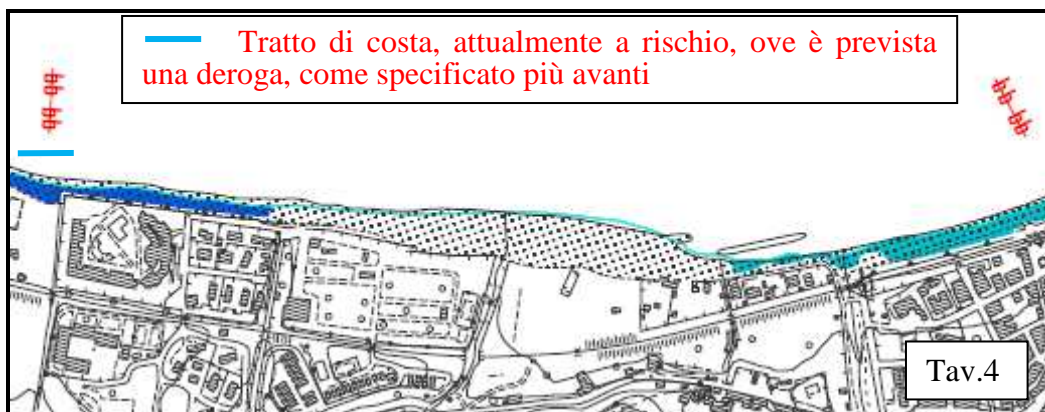 Tratto di costa, attualmente a rischio, ove è prevista
una deroga, come specificato più avanti
Tav.4